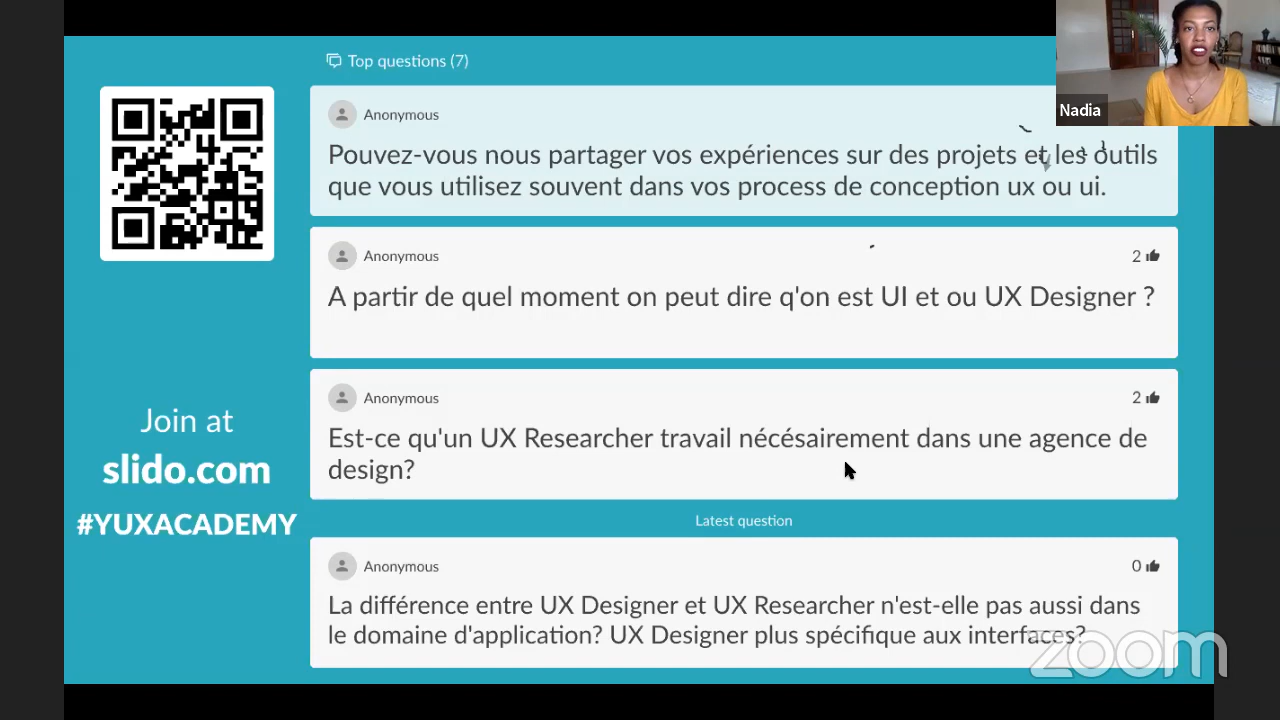 Top questions (7)
Anonymous
Pouvez-vous nous partager vos expériences sur des projets et les outils
que vous utilisez souvent dans vos process de conception ux ou ui.
Anonymous
2
A partir de quel moment on peut dire q'on est UI et ou UX Designer ?
Anonymous
2
Est-ce qu'un UX Researcher travail nécésairement dans une agence de
design?
Latest question
Anonymous
0
La différence entre UX Designer et UX Researcher n'est-elle pas aussi dans
le domaine d'application? UX Designer plus spécifique aux interfaces?
Join at
slido.com
#YUXACADEMY
Nadia
zoom